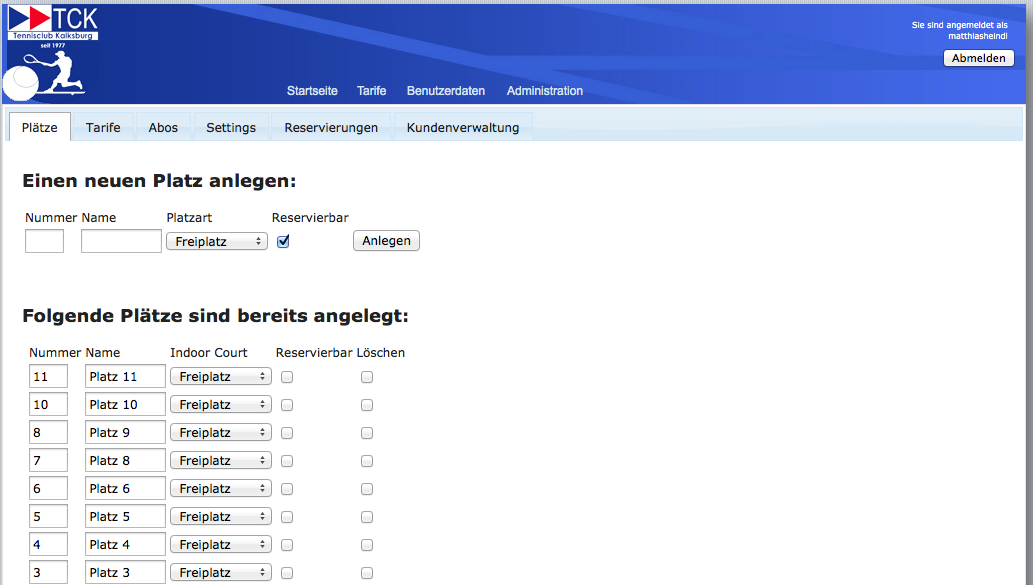 TCK
Tennisclub Kalksburg
seit 1977
Sie sind angemeldet als
matthiasheindl
Abmelden
Startseite Tarife Benutzerdaten Administration
Plätze Tarife Abos Settings Reservierungen Kundenverwaltung
Einen neuen Platz anlegen:
Nummer Name Platzart Reservierbar
Freiplatz Anlegen
Folgende Plätze sind bereits angelegt:
Nummer Name Indoor Court Reservierbar Löschen
11 Platz 11 Freiplatz
10 Platz 10 Freiplatz
8 Platz 9 Freiplatz
7 Platz 8 Freiplatz
6 Platz 6 Freiplatz
5 Platz 5 Freiplatz
4 Platz 4 Freiplatz
3 Platz 3 Freiplatz